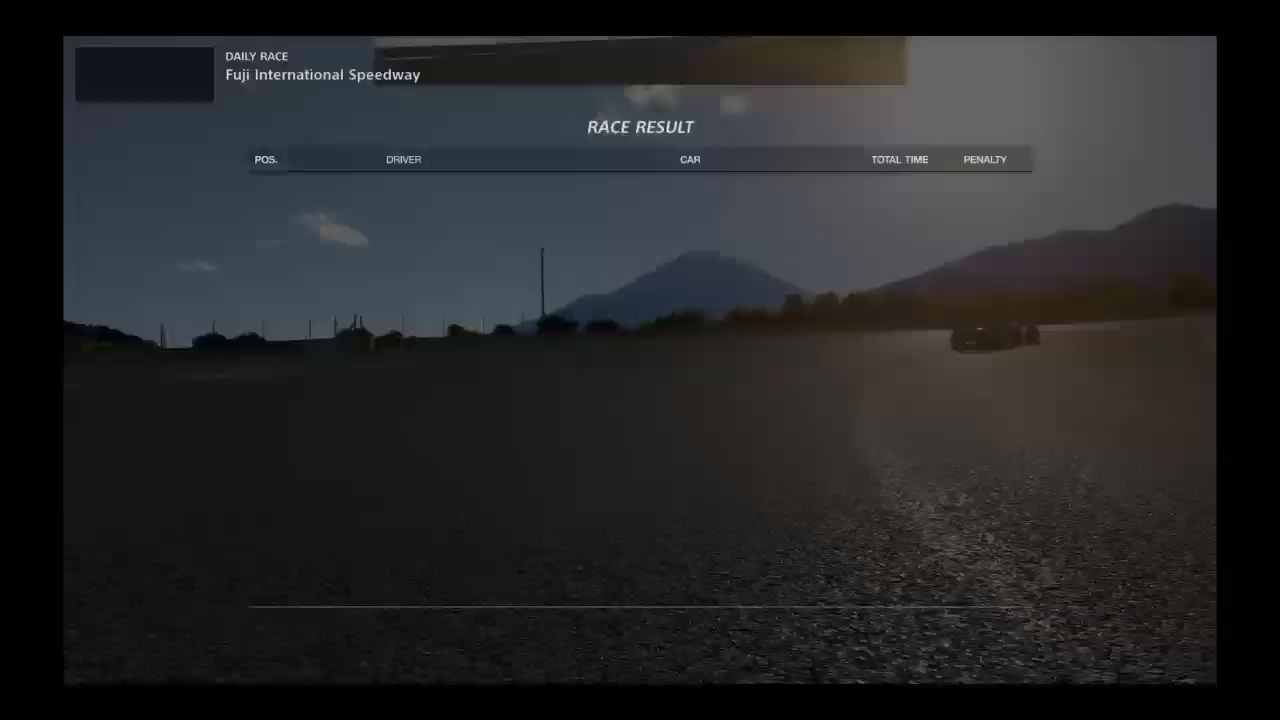 DAILY RACE
Fuji International Speedway
RACE RESULT
POS. DRIVER CAR TOTAL TIME PENALTY